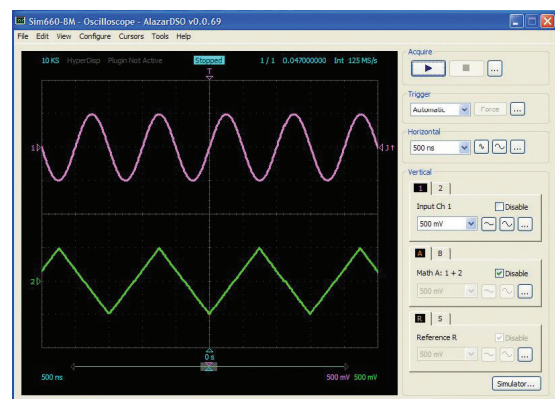 Sim660-8M - Oscilloscope - AlazarDSO v0.0.69
File Edit View Configure Cursors Tools Help
10 KS HyperDisp Plugin Not Active Stopped 1 / 1 0.047000000 Int 125 MS/s
T
1
J↑
2
0 s
500 ns 500 mV 500 mV
Acquire
...
Trigger
Automatic Force ...
Horizontal
500 ns ...
Vertical
1 2
Input Ch 1 Disable
500 mV ...
A B
Math A: 1 + 2 Disable
500 mV ...
R S
Reference R Disable
500 mV ...
Simulator...